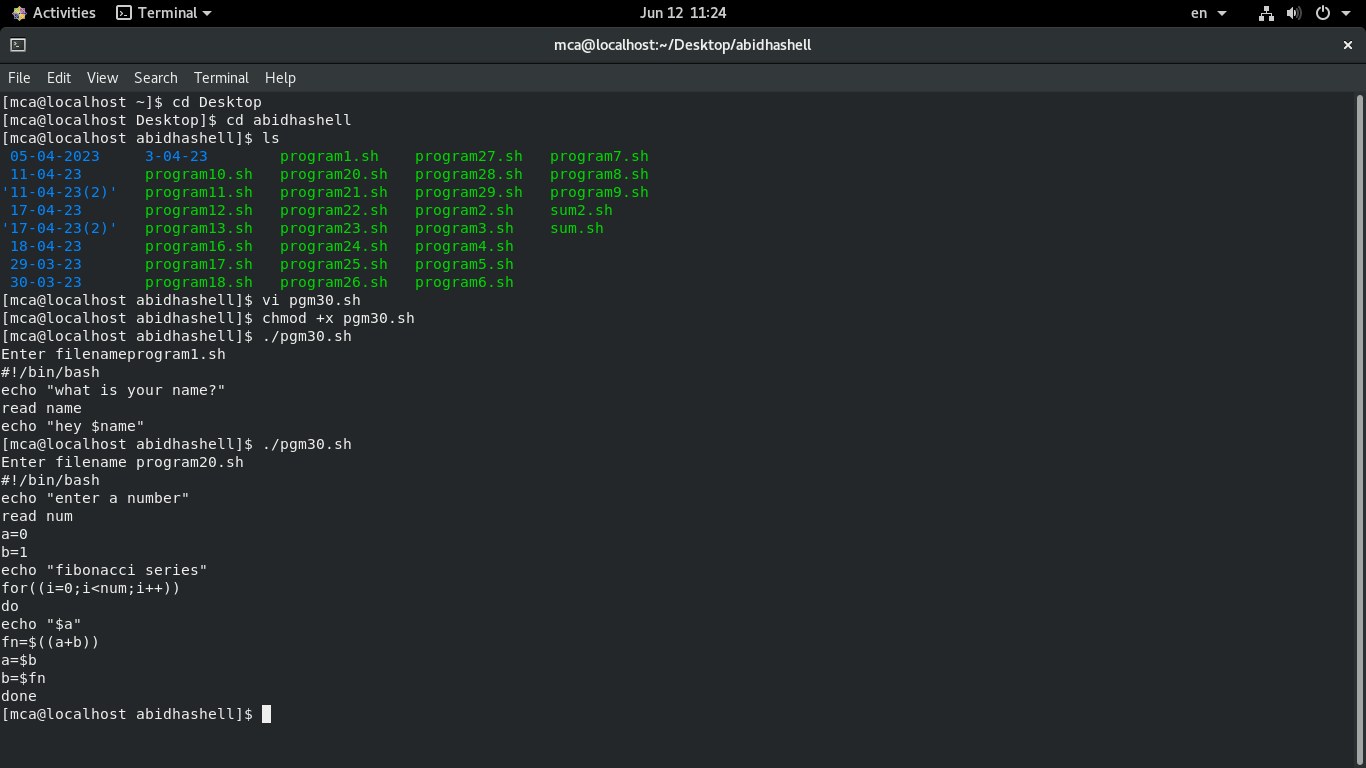 Activities Terminal Jun 12 11:24 en
mca@localhost:~/Desktop/abidhashell ×
File Edit View Search Terminal Help
[mca@localhost ~]$ cd Desktop
[mca@localhost Desktop]$ cd abidhashell
[mca@localhost abidhashell]$ ls
 05-04-2023     3-04-23        program1.sh    program27.sh   program7.sh
 11-04-23       program10.sh   program20.sh   program28.sh   program8.sh
'11-04-23(2)'   program11.sh   program21.sh   program29.sh   program9.sh
 17-04-23       program12.sh   program22.sh   program2.sh    sum2.sh
'17-04-23(2)'   program13.sh   program23.sh   program3.sh    sum.sh
 18-04-23       program16.sh   program24.sh   program4.sh
 29-03-23       program17.sh   program25.sh   program5.sh
 30-03-23       program18.sh   program26.sh   program6.sh
[mca@localhost abidhashell]$ vi pgm30.sh
[mca@localhost abidhashell]$ chmod +x pgm30.sh
[mca@localhost abidhashell]$ ./pgm30.sh
Enter filenameprogram1.sh
#!/bin/bash
echo "what is your name?"
read name
echo "hey $name"
[mca@localhost abidhashell]$ ./pgm30.sh
Enter filename program20.sh
#!/bin/bash
echo "enter a number"
read num
a=0
b=1
echo "fibonacci series"
for((i=0;i<num;i++))
do
echo "$a"
fn=$((a+b))
a=$b
b=$fn
done
[mca@localhost abidhashell]$